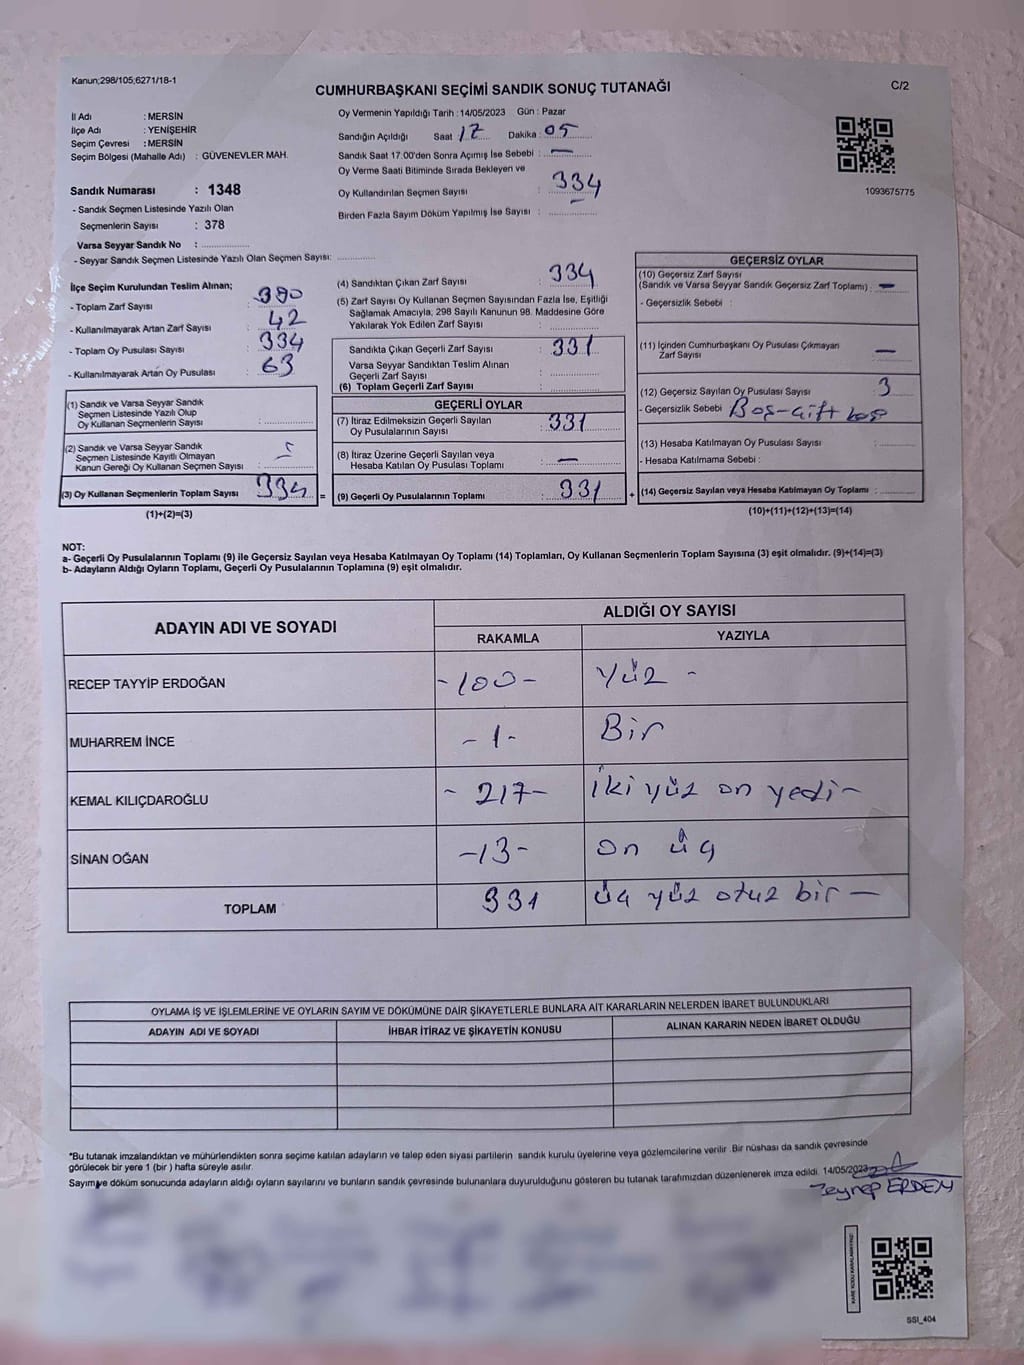 Kanun;298/105,6271/18-1
CUMHURBAŞKANI SEÇİMİ SANDIK SONUÇ TUTANAĞI
C/2
İl Adı : MERSİN
İlçe Adı : YENİŞEHİR
Seçim Çevresi : MERSİN
Seçim Bölgesi (Mahalle Adı) : GÜVENEVLER MAH.
Oy Vermenin Yapıldığı Tarih : 14/05/2023 Gün : Pazar
Sandığın Açıldığı Saat 17 Dakika : 05
Sandık Saat 17:00'den Sonra Açımış İse Sebebi : —
Oy Verme Saati Bitiminde Sırada Bekleyen ve
Oy Kullandırılan Seçmen Sayısı : 334
Birden Fazla Sayım Döküm Yapılmış İse Sayısı :
1093675775
Sandık Numarası : 1348
- Sandık Seçmen Listesinde Yazılı Olan
Seçmenlerin Sayısı : 378
Varsa Seyyar Sandık No :
- Seyyar Sandık Seçmen Listesinde Yazılı Olan Seçmen Sayısı:
İlçe Seçim Kurulundan Teslim Alınan;
- Toplam Zarf Sayısı : 390
- Kullanılmayarak Artan Zarf Sayısı : 42
- Toplam Oy Pusulası Sayısı : 334
- Kullanılmayarak Artan Oy Pusulası : 63
(1) Sandık ve Varsa Seyyar Sandık
Seçmen Listesinde Yazılı Olup
Oy Kullanan Seçmenlerin Sayısı :
(2) Sandık ve Varsa Seyyar Sandık
Seçmen Listesinde Kayıtlı Olmayan
Kanun Gereği Oy Kullanan Seçmen Sayısı :
(3) Oy Kullanan Seçmenlerin Toplam Sayısı : 334 =
(1)+(2)=(3)
(4) Sandıktan Çıkan Zarf Sayısı : 334
(5) Zarf Sayısı Oy Kullanan Seçmen Sayısından Fazla İse, Eşitliği
Sağlamak Amacıyla, 298 Sayılı Kanunun 98. Maddesine Göre
Yakılarak Yok Edilen Zarf Sayısı :
Sandıkta Çıkan Geçerli Zarf Sayısı : 331
Varsa Seyyar Sandıktan Teslim Alınan
Geçerli Zarf Sayısı :
(6) Toplam Geçerli Zarf Sayısı :
GEÇERLİ OYLAR
(7) İtiraz Edilmeksizin Geçerli Sayılan
Oy Pusulalarının Sayısı : 331
(8) İtiraz Üzerine Geçerli Sayılan veya
Hesaba Katılan Oy Pusulası Toplamı : —
(9) Geçerli Oy Pusulalarının Toplamı : 331 +
GEÇERSİZ OYLAR
(10) Geçersiz Zarf Sayısı
(Sandık ve Varsa Seyyar Sandık Geçersiz Zarf Toplamı) : —
- Geçersizlik Sebebi :
(11) İçinden Cumhurbaşkanı Oy Pusulası Çıkmayan
Zarf Sayısı : —
(12) Geçersiz Sayılan Oy Pusulası Sayısı : 3
- Geçersizlik Sebebi : Boş-Çift
(13) Hesaba Katılmayan Oy Pusulası Sayısı :
- Hesaba Katılmama Sebebi :
(14) Geçersiz Sayılan veya Hesaba Katılmayan Oy Toplamı :
(10)+(11)+(12)+(13)=(14)
NOT:
a- Geçerli Oy Pusulalarının Toplamı (9) ile Geçersiz Sayılan veya Hesaba Katılmayan Oy Toplamı (14) Toplamları, Oy Kullanan Seçmenlerin Toplam Sayısına (3) eşit olmalıdır. (9)+(14)=(3)
b- Adayların Aldığı Oyların Toplamı, Geçerli Oy Pusulalarının Toplamına (9) eşit olmalıdır.
ADAYIN ADI VE SOYADI
ALDIĞI OY SAYISI
RAKAMLA YAZIYLA
RECEP TAYYİP ERDOĞAN -100- Yüz -
MUHARREM İNCE -1- Bir
KEMAL KILIÇDAROĞLU -217- İkiyüz on yedi-
SİNAN OĞAN -13- on üç
TOPLAM 331 Üç yüz otuz bir —
OYLAMA İŞ VE İŞLEMLERİNE VE OYLARIN SAYIM VE DÖKÜMÜNE DAİR ŞİKAYETLERLE BUNLARA AİT KARARLARIN NELERDEN İBARET BULUNDUKLARI
ADAYIN ADI VE SOYADI İHBAR İTİRAZ VE ŞİKAYETİN KONUSU ALINAN KARARIN NEDEN İBARET OLDUĞU
*Bu tutanak imzalandıktan ve mühürlendikten sonra seçime katılan adayların ve talep eden siyasi partilerin sandık kurulu üyelerine veya gözlemcilerine verilir. Bir nüshası da sandık çevresinde
görülecek bir yere 1 (bir ) hafta süreyle asılır.
Sayım ve döküm sonucunda adayların aldığı oyların sayılarını ve bunların sandık çevresinde bulunanlara duyurulduğunu gösteren bu tutanak tarafımızdan düzenlenerek imza edildi. 14/05/2023
Zeynep ERDEM
KARE KODU KARALAMAYINIZ!
SSI_404